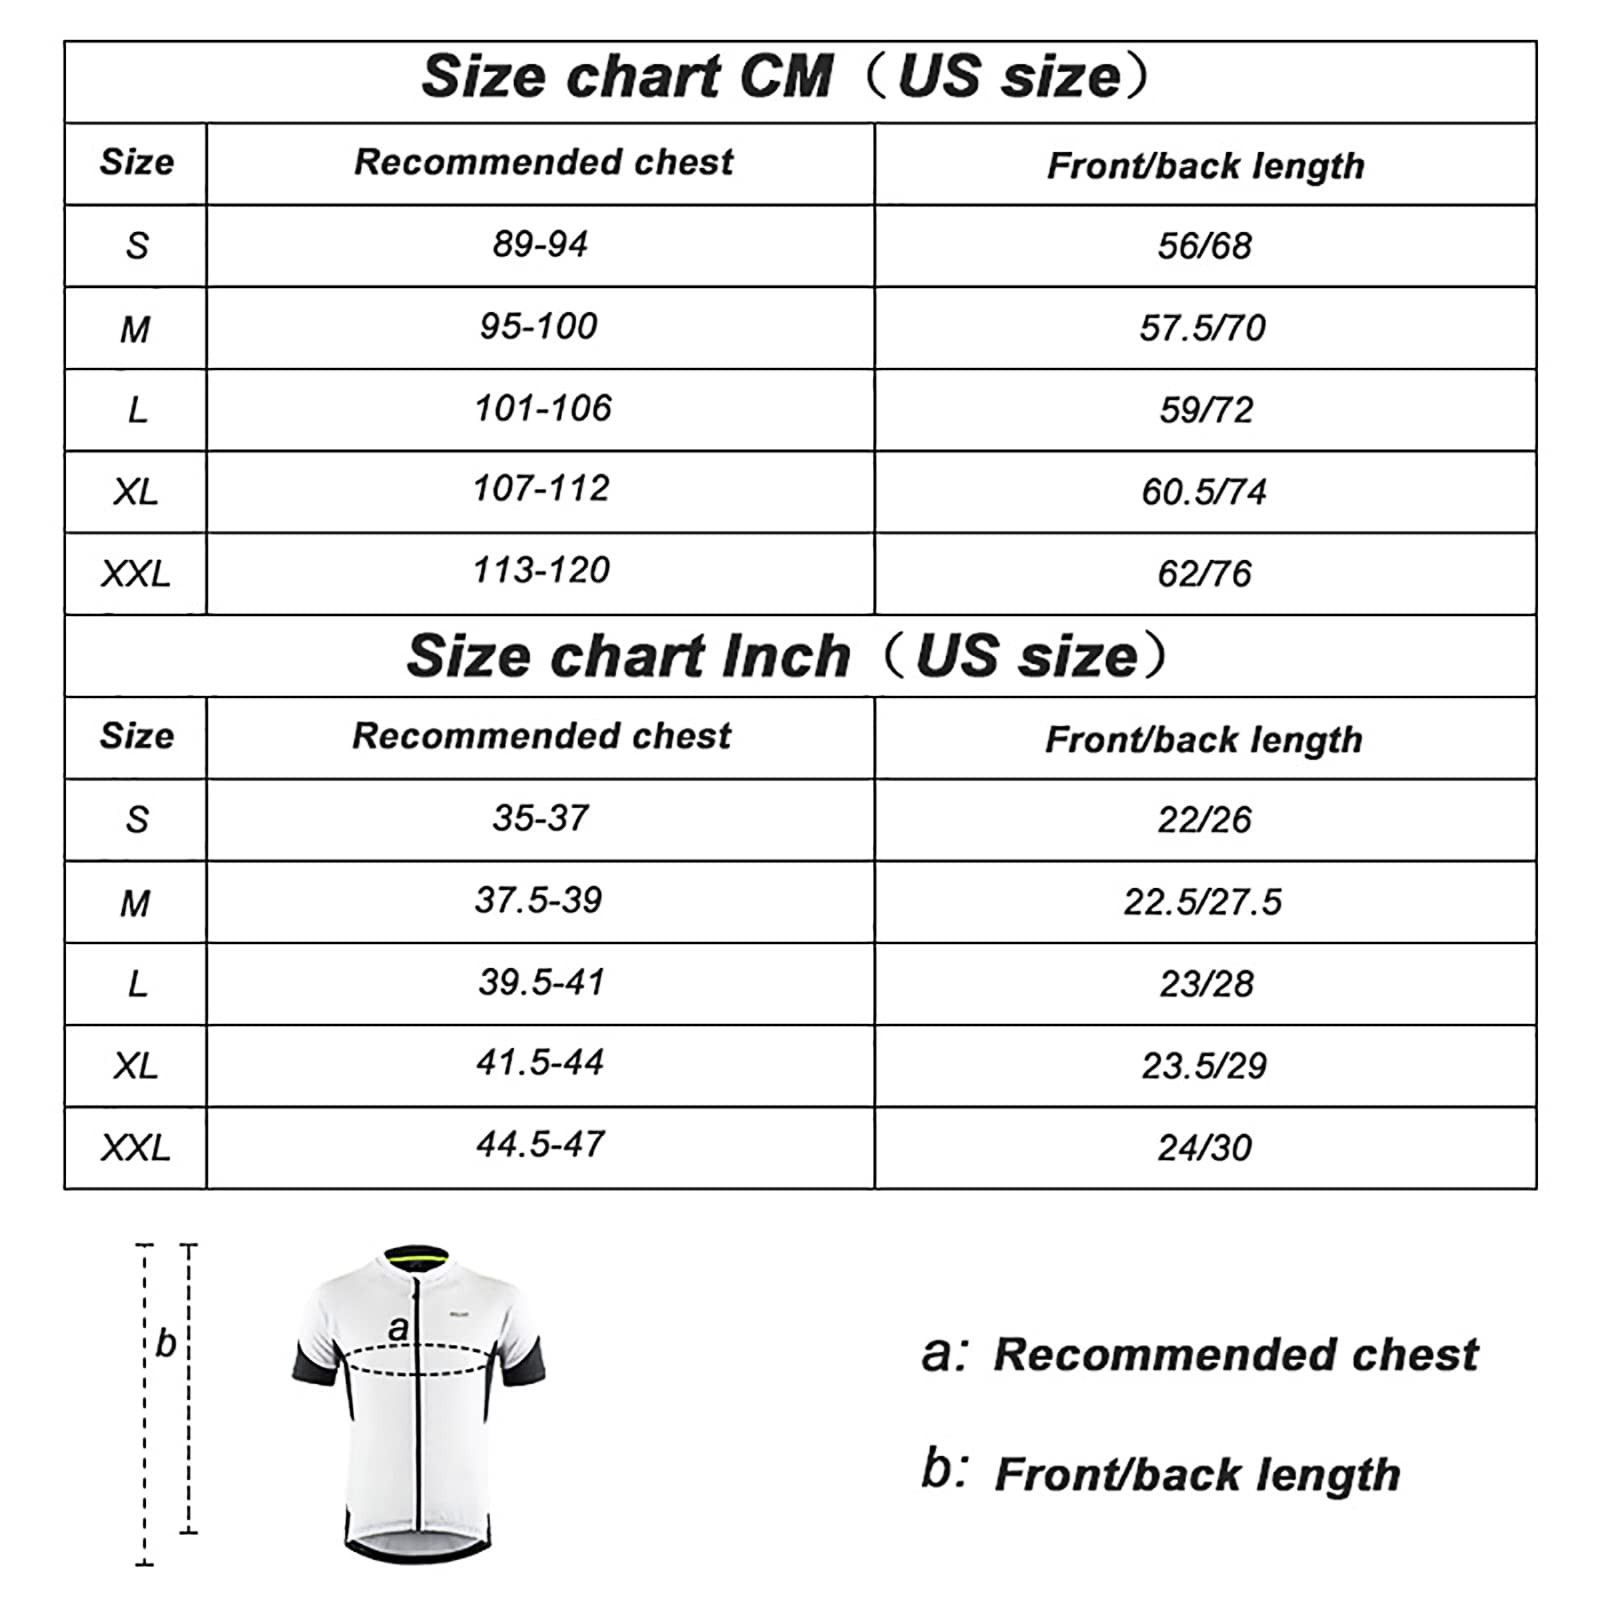 Size chart CM（US size）
Size Recommended chest Front/back length
S 89-94 56/68
M 95-100 57.5/70
L 101-106 59/72
XL 107-112 60.5/74
XXL 113-120 62/76
Size chart Inch（US size）
Size Recommended chest Front/back length
S 35-37 22/26
M 37.5-39 22.5/27.5
L 39.5-41 23/28
XL 41.5-44 23.5/29
XXL 44.5-47 24/30
b
a
a: Recommended chest
b: Front/back length